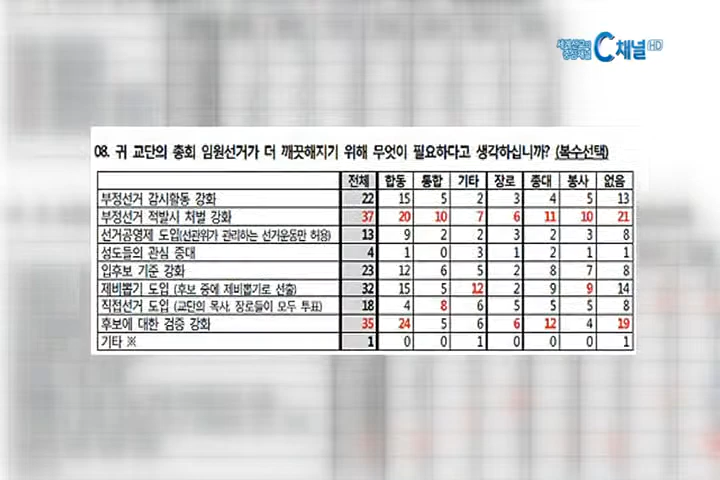 C채널 HD
08. 귀 교단의 총회 임원선거가 더 깨끗해지기 위해 무엇이 필요하다고 생각하십니까? (복수선택)
전체 합동 통합 기타 장로 중대 봉사 없음
부정선거 감시활동 강화 22 15 5 2 3 4 5 13
부정선거 적발시 처벌 강화 37 20 10 7 6 11 10 21
선거공영제 도입(선관위가 관리하는 선거운동만 허용) 13 9 2 2 3 2 3 8
성도들의 관심 증대 4 1 0 3 1 2 1 1
입후보 기준 강화 23 12 6 5 2 8 7 8
제비뽑기 도입 (후보 중에 제비뽑기로 선출) 32 15 5 12 2 9 9 14
직접선거 도입 (교단의 목사, 장로들이 모두 투표) 18 4 8 6 5 5 5 8
후보에 대한 검증 강화 35 24 5 6 6 12 4 19
기타 ※ 1 0 0 1 0 0 0 1